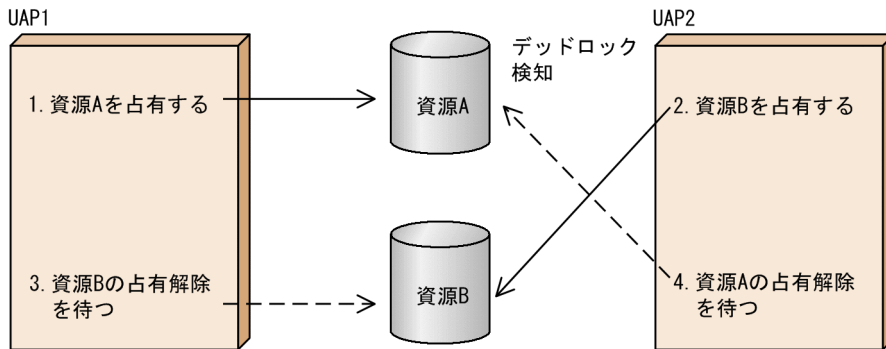 UAP1
1. 資源Aを占有する
3. 資源Bの占有解除
を待つ
資源A
資源B
デッドロック
検知
UAP2
2. 資源Bを占有する
4. 資源Aの占有解除
を待つ